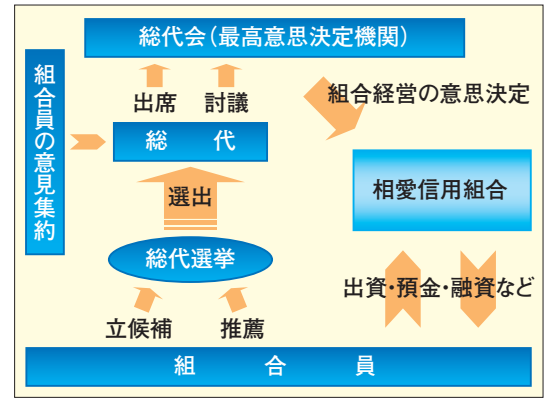 総代会（最高意思決定機関）
組合員の意見集約
出席 討議
組合経営の意思決定
総代
相愛信用組合
選出
総代選挙
出資・預金・融資など
立候補 推薦
組合員